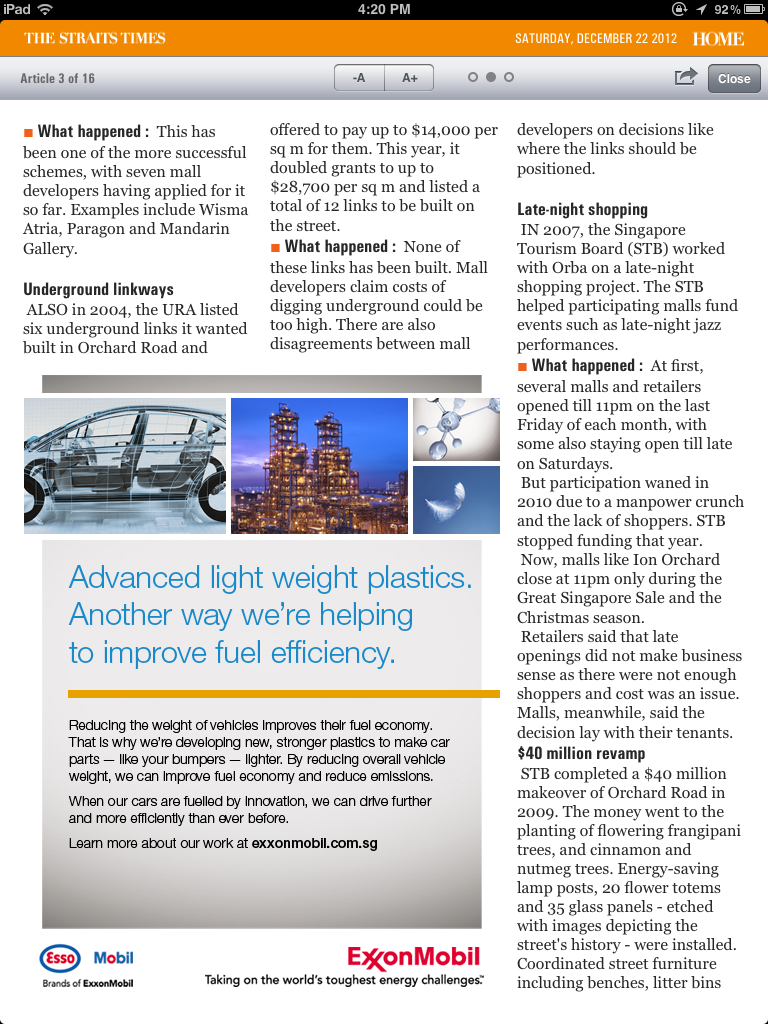 iPad
4:20 PM
92%
THE STRAITS TIMES
SATURDAY, DECEMBER 22 2012 HOME
Article 3 of 16
-A
A+
Close
■ What happened : This has
been one of the more successful
schemes, with seven mall
developers having applied for it
so far. Examples include Wisma
Atria, Paragon and Mandarin
Gallery.
Underground linkways
ALSO in 2004, the URA listed
six underground links it wanted
built in Orchard Road and
offered to pay up to $14,000 per
sq m for them. This year, it
doubled grants to up to
$28,700 per sq m and listed a
total of 12 links to be built on
the street.
■ What happened : None of
these links has been built. Mall
developers claim costs of
digging underground could be
too high. There are also
disagreements between mall
developers on decisions like
where the links should be
positioned.
Late-night shopping
IN 2007, the Singapore
Tourism Board (STB) worked
with Orba on a late-night
shopping project. The STB
helped participating malls fund
events such as late-night jazz
performances.
■ What happened : At first,
several malls and retailers
opened till 11pm on the last
Friday of each month, with
some also staying open till late
on Saturdays.
But participation waned in
2010 due to a manpower crunch
and the lack of shoppers. STB
stopped funding that year.
Now, malls like Ion Orchard
close at 11pm only during the
Great Singapore Sale and the
Christmas season.
Retailers said that late
openings did not make business
sense as there were not enough
shoppers and cost was an issue.
Malls, meanwhile, said the
decision lay with their tenants.
$40 million revamp
STB completed a $40 million
makeover of Orchard Road in
2009. The money went to the
planting of flowering frangipani
trees, and cinnamon and
nutmeg trees. Energy-saving
lamp posts, 20 flower totems
and 35 glass panels - etched
with images depicting the
street's history - were installed.
Coordinated street furniture
including benches, litter bins
Advanced light weight plastics.
Another way we're helping
to improve fuel efficiency.
Reducing the weight of vehicles improves their fuel economy.
That is why we're developing new, stronger plastics to make car
parts — like your bumpers — lighter. By reducing overall vehicle
weight, we can improve fuel economy and reduce emissions.
When our cars are fuelled by innovation, we can drive further
and more efficiently than ever before.
Learn more about our work at exxonmobil.com.sg
Esso Mobil
Brands of ExxonMobil
ExxonMobil
Taking on the world's toughest energy challenges.™